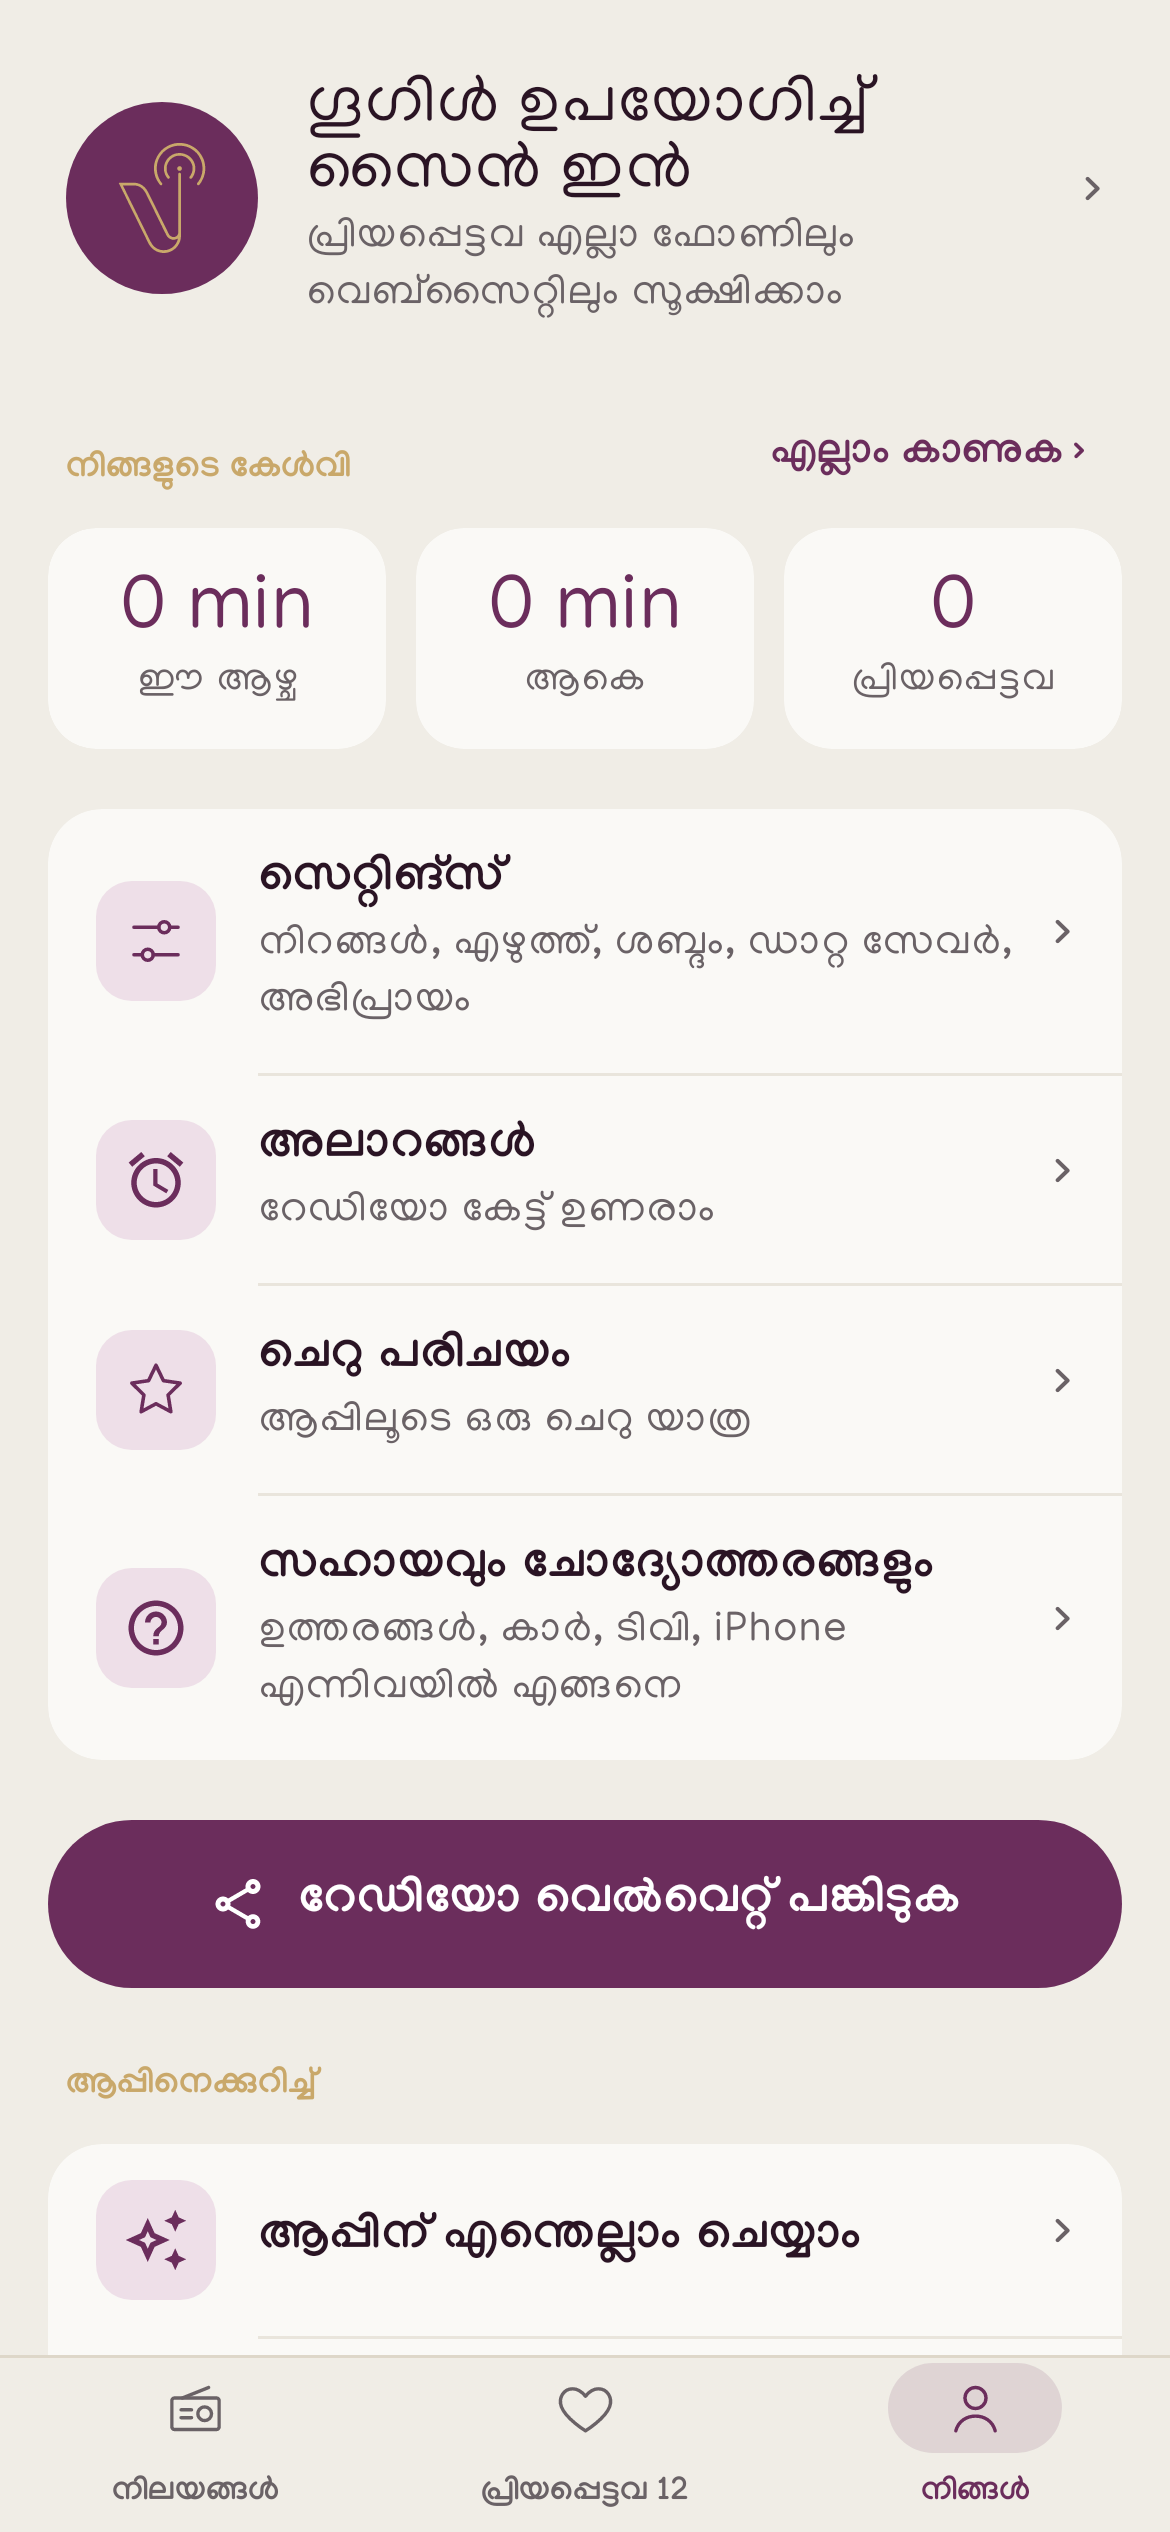 ഗൂഗിൾ ഉപയോഗിച്ച്
സൈൻ ഇൻ
പ്രിയപ്പെട്ടവ എല്ലാ ഫോണിലും
വെബ്സൈറ്റിലും സൂക്ഷിക്കാം
നിങ്ങളുടെ കേൾവി
എല്ലാം കാണുക ›
0 min
ഈ ആഴ്ച
0 min
ആകെ
0
പ്രിയപ്പെട്ടവ
സെറ്റിങ്സ്
നിറങ്ങൾ, എഴുത്ത്, ശബ്ദം, ഡാറ്റ സേവർ,
അഭിപ്രായം
അലാറങ്ങൾ
റേഡിയോ കേട്ട് ഉണരാം
ചെറു പരിചയം
ആപ്പിലൂടെ ഒരു ചെറു യാത്ര
സഹായവും ചോദ്യോത്തരങ്ങളും
ഉത്തരങ്ങൾ, കാർ, ടിവി, iPhone
എന്നിവയിൽ എങ്ങനെ
റേഡിയോ വെൽവെറ്റ് പങ്കിടുക
ആപ്പിനെക്കുറിച്ച്
ആപ്പിന് എന്തെല്ലാം ചെയ്യാം
നിലയങ്ങൾ
പ്രിയപ്പെട്ടവ 12
നിങ്ങൾ